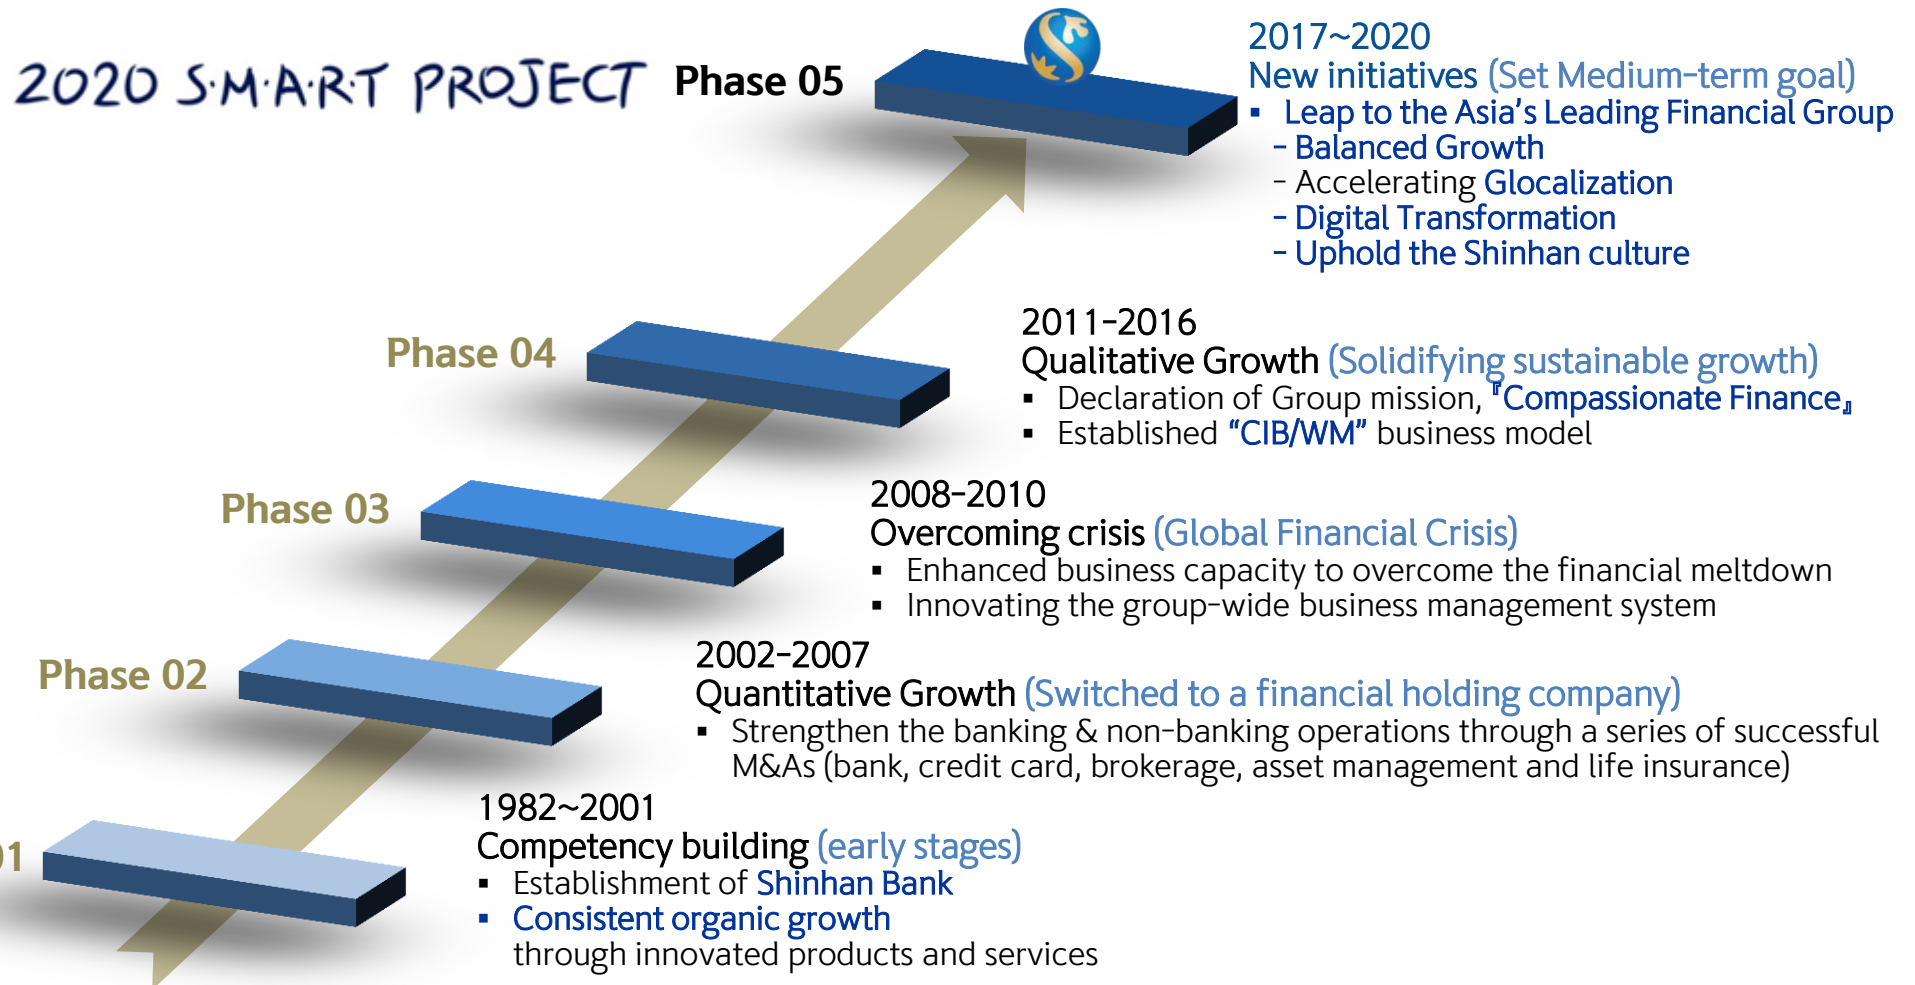 2020 S·M·A·R·T PROJECT
Phase 05
2017~2020
New initiatives (Set Medium-term goal)
▪ Leap to the Asia's Leading Financial Group
- Balanced Growth
- Accelerating Glocalization
- Digital Transformation
- Uphold the Shinhan culture
Phase 04
2011-2016
Qualitative Growth (Solidifying sustainable growth)
▪ Declaration of Group mission, 『Compassionate Finance』
▪ Established “CIB/WM” business model
Phase 03
2008-2010
Overcoming crisis (Global Financial Crisis)
▪ Enhanced business capacity to overcome the financial meltdown
▪ Innovating the group-wide business management system
Phase 02
2002-2007
Quantitative Growth (Switched to a financial holding company)
▪ Strengthen the banking & non-banking operations through a series of successful
M&As (bank, credit card, brokerage, asset management and life insurance)
01
1982~2001
Competency building (early stages)
▪ Establishment of Shinhan Bank
▪ Consistent organic growth
through innovated products and services